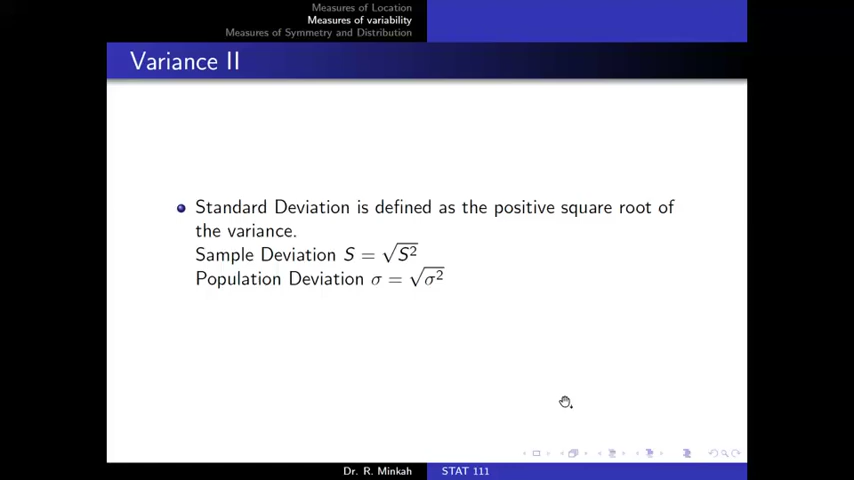 Measures of Location
Measures of variability
Measures of Symmetry and Distribution
Variance II
Standard Deviation is defined as the positive square root of
the variance.
Sample Deviation S = √S²
Population Deviation σ = √σ²
Dr. R. Minkah STAT 111